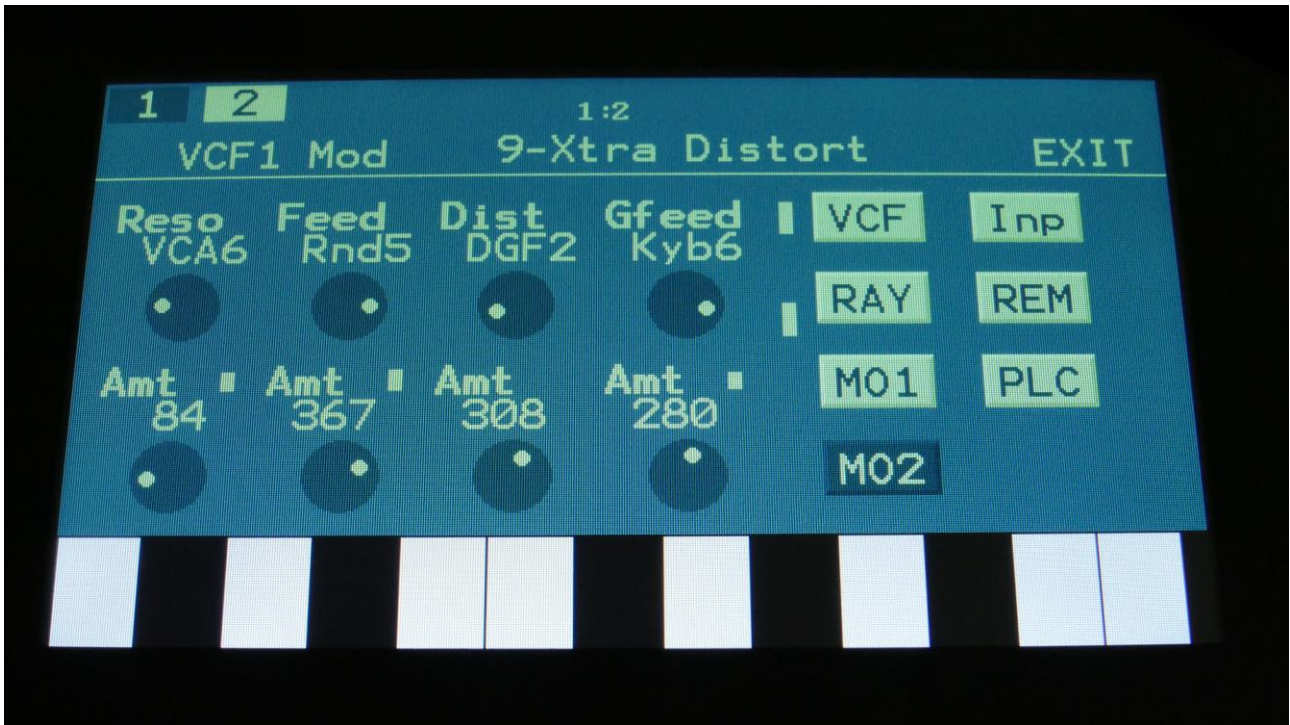 1 2 1:2
VCF1 Mod 9-Xtra Distort EXIT
Reso Feed Dist Gfeed VCF Inp
VCA6 Rnd5 DGF2 Kyb6
RAY REM
Amt Amt Amt Amt MO1 PLC
84 367 308 280
MO2